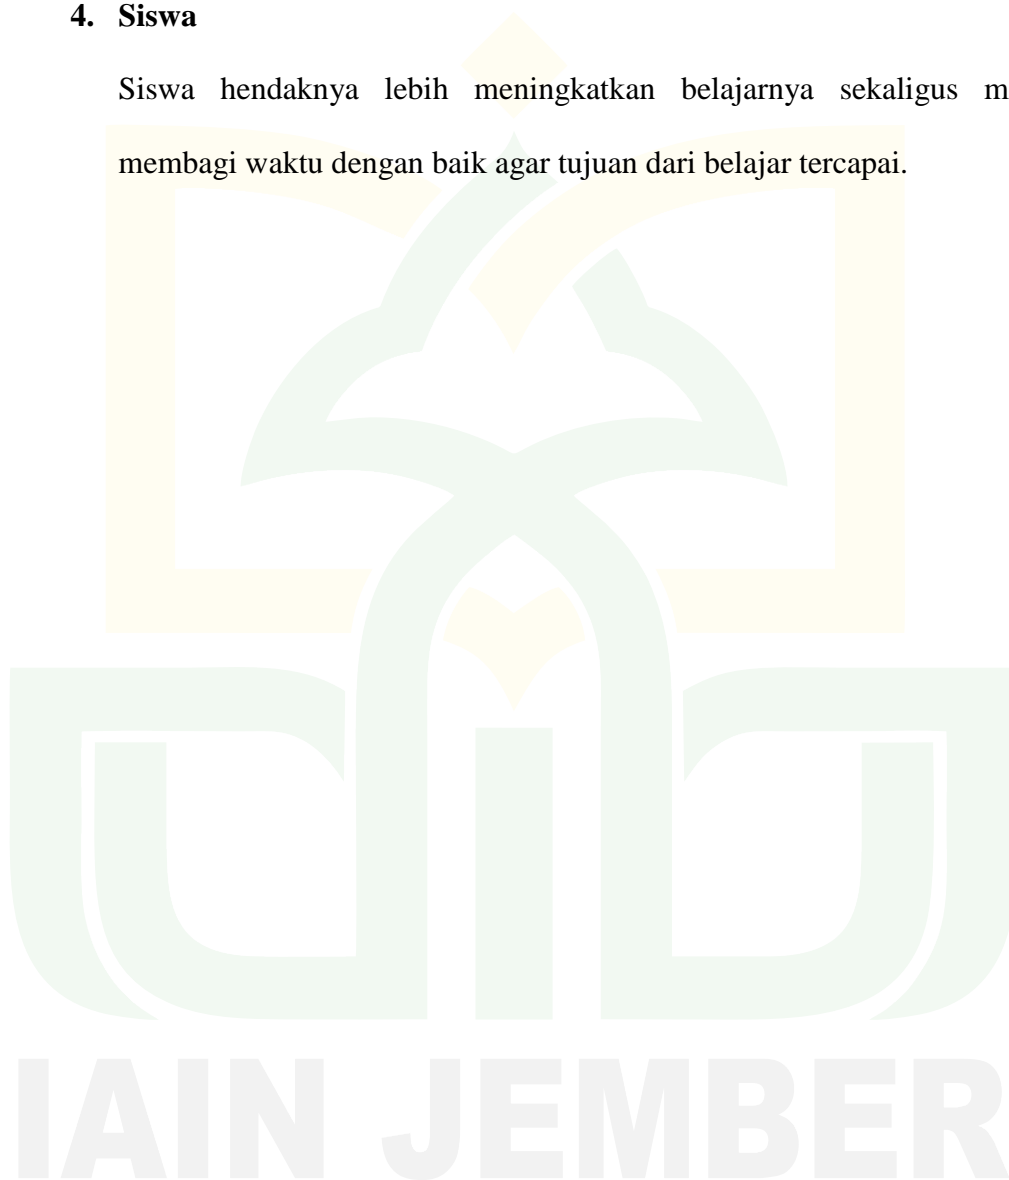 4. Siswa
Siswa hendaknya lebih meningkatkan belajarnya sekaligus m
membagi waktu dengan baik agar tujuan dari belajar tercapai.
IAIN JEMBER